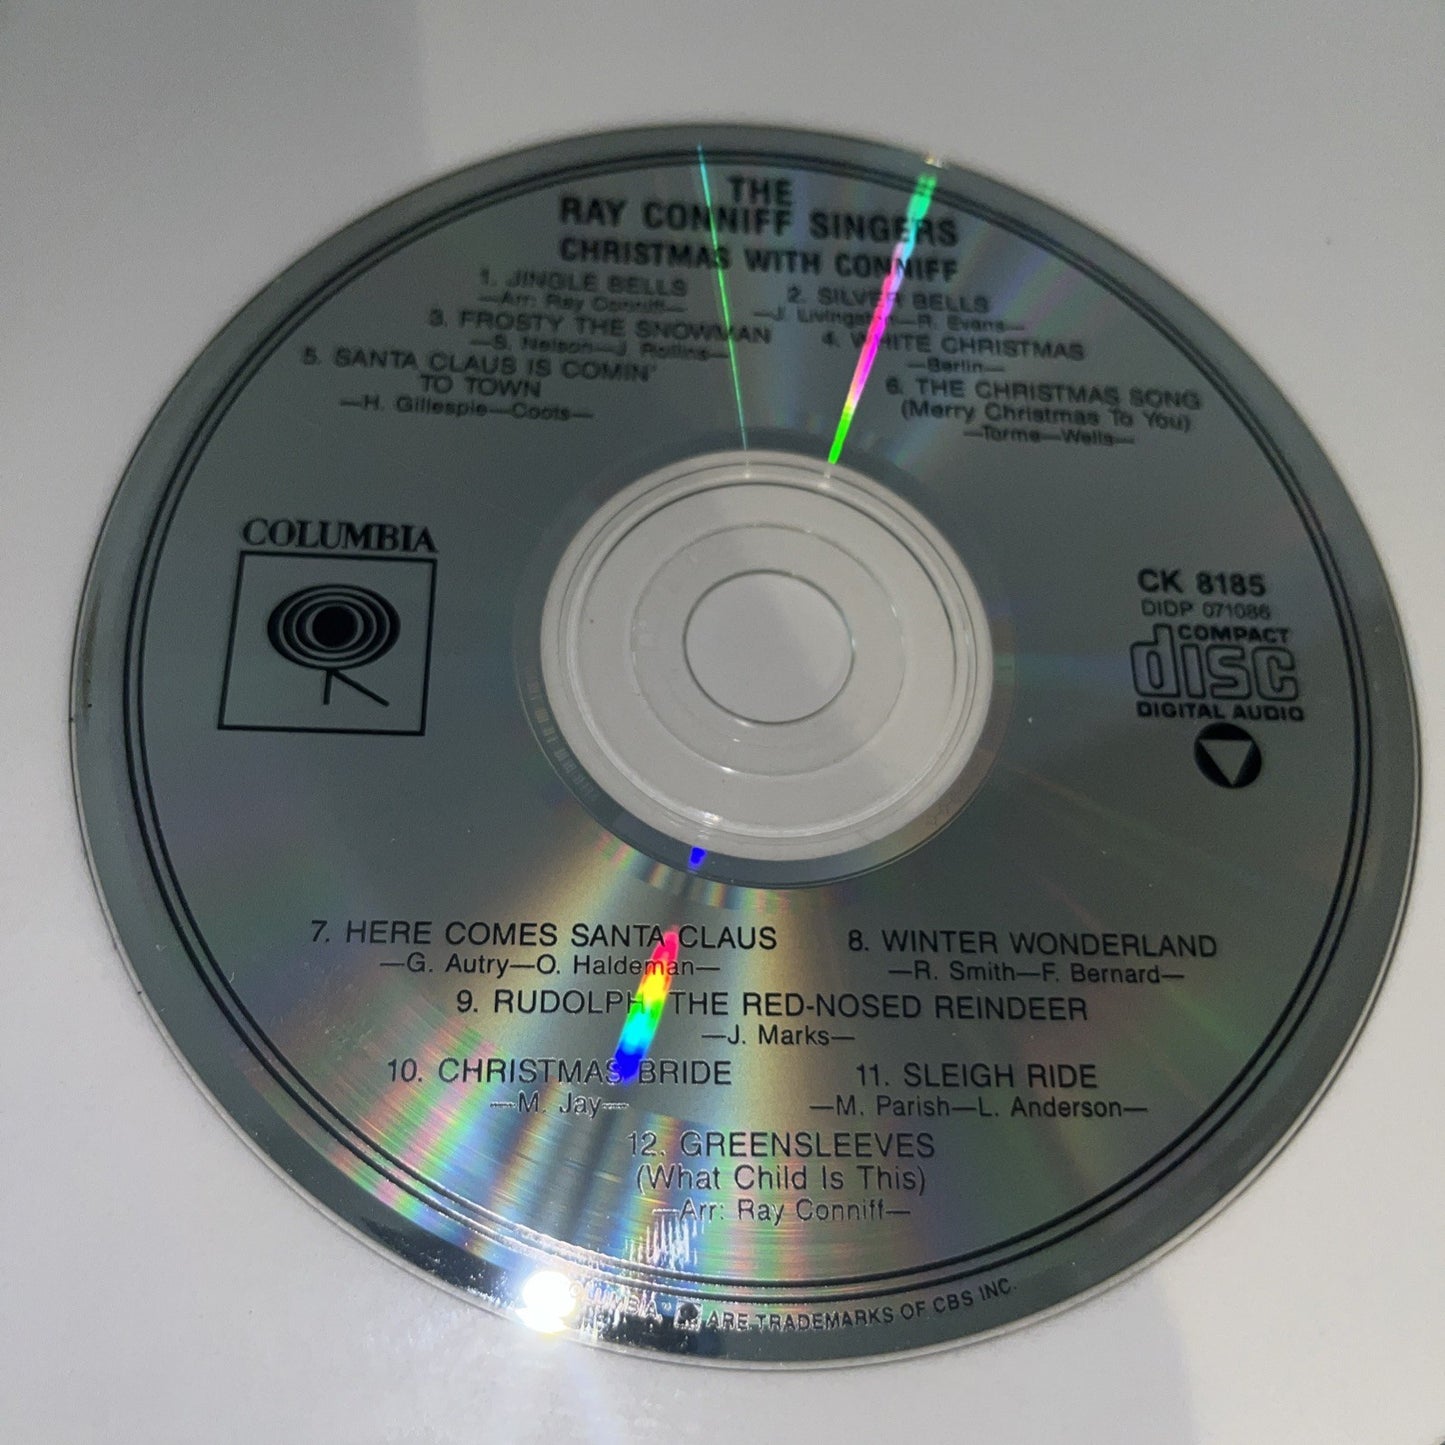 THE
RAY CONNIFF SINGERS
CHRISTMAS WITH CONNIFF
1. JINGLE BELLS
—Arr: Ray Conniff—
2. SILVER BELLS
—J. Livingston—R. Evans—
3. FROSTY THE SNOWMAN
—S. Nelson—J. Rollins—
4. WHITE CHRISTMAS
—Berlin—
5. SANTA CLAUS IS COMIN'
TO TOWN
—H. Gillespie—Coots—
6. THE CHRISTMAS SONG
(Merry Christmas To You)
—Torme—Wells—
COLUMBIA
CK 8185
DIDP 071086
COMPACT
disc
DIGITAL AUDIO
7. HERE COMES SANTA CLAUS
—G. Autry—O. Haldeman—
8. WINTER WONDERLAND
—R. Smith—F. Bernard—
9. RUDOLPH, THE RED-NOSED REINDEER
—J. Marks—
10. CHRISTMAS BRIDE
—M. Jay—
11. SLEIGH RIDE
—M. Parish—L. Anderson—
12. GREENSLEEVES
(What Child Is This)
—Arr: Ray Conniff—
COLUMBIA, ARE TRADEMARKS OF CBS INC.